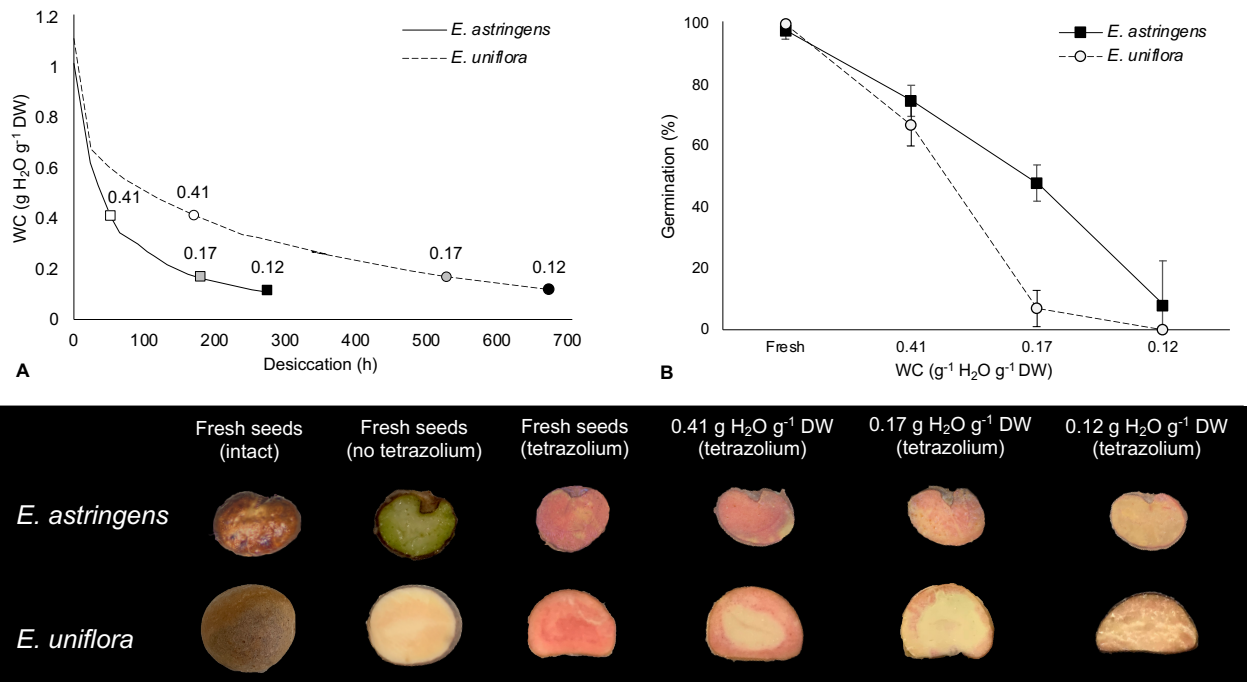 1.2
1
0.8
0.6
0.4
0.2
0
WC (g H₂O g⁻¹ DW)
E. astringens
E. uniflora
0.41
0.41
0.17
0.12
0.17
0.12
0 100 200 300 400 500 600 700
Desiccation (h)
A
100
80
60
40
20
0
Germination (%)
E. astringens
E. uniflora
Fresh 0.41 0.17 0.12
WC (g⁻¹ H₂O g⁻¹ DW)
B
Fresh seeds
(intact)
Fresh seeds
(no tetrazolium)
Fresh seeds
(tetrazolium)
0.41 g H₂O g⁻¹ DW
(tetrazolium)
0.17 g H₂O g⁻¹ DW
(tetrazolium)
0.12 g H₂O g⁻¹ DW
(tetrazolium)
E. astringens
E. uniflora